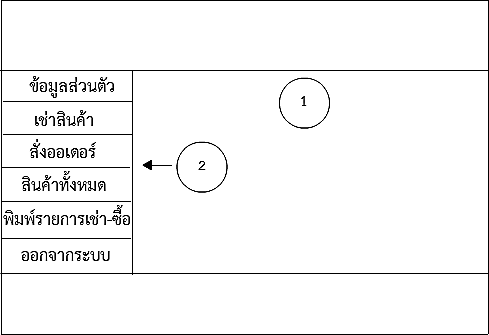 ข้อมูลส่วนตัว
1
เช่าสินค้า
สั่งออเดอร์
2
สินค้าทั้งหมด
พิมพ์รายการเช่า-ซื้อ
ออกจากระบบ